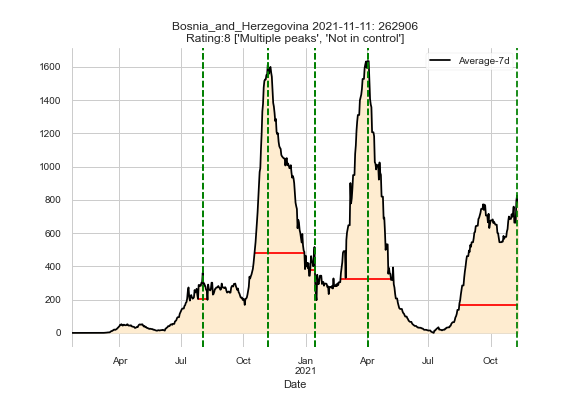 Bosnia_and_Herzegovina 2021-11-11: 262906
Rating:8 ['Multiple peaks', 'Not in control']
Average-7d
1600
1400
1200
1000
800
600
400
200
0
Apr Jul Oct Jan Apr Jul Oct
2021
Date